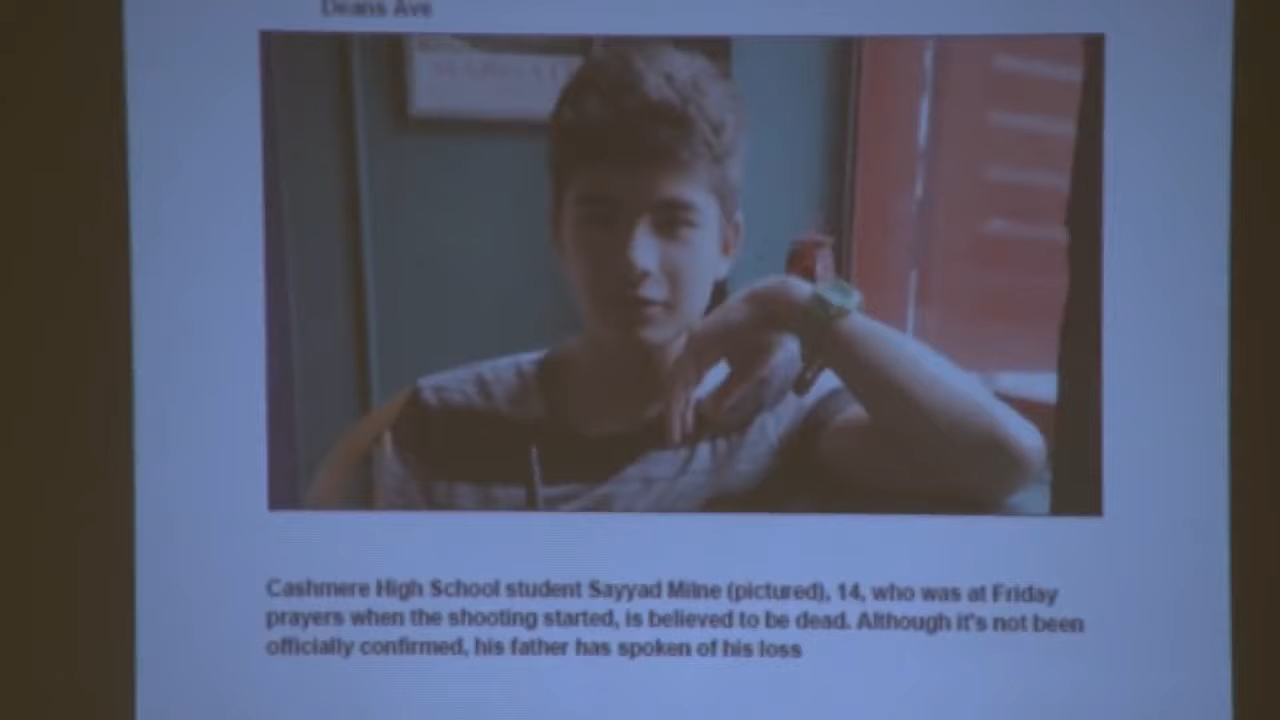 Deans Ave
Cashmere High School student Sayyad Milne (pictured), 14, who was at Friday
prayers when the shooting started, is believed to be dead. Although it's not been
officially confirmed, his father has spoken of his loss